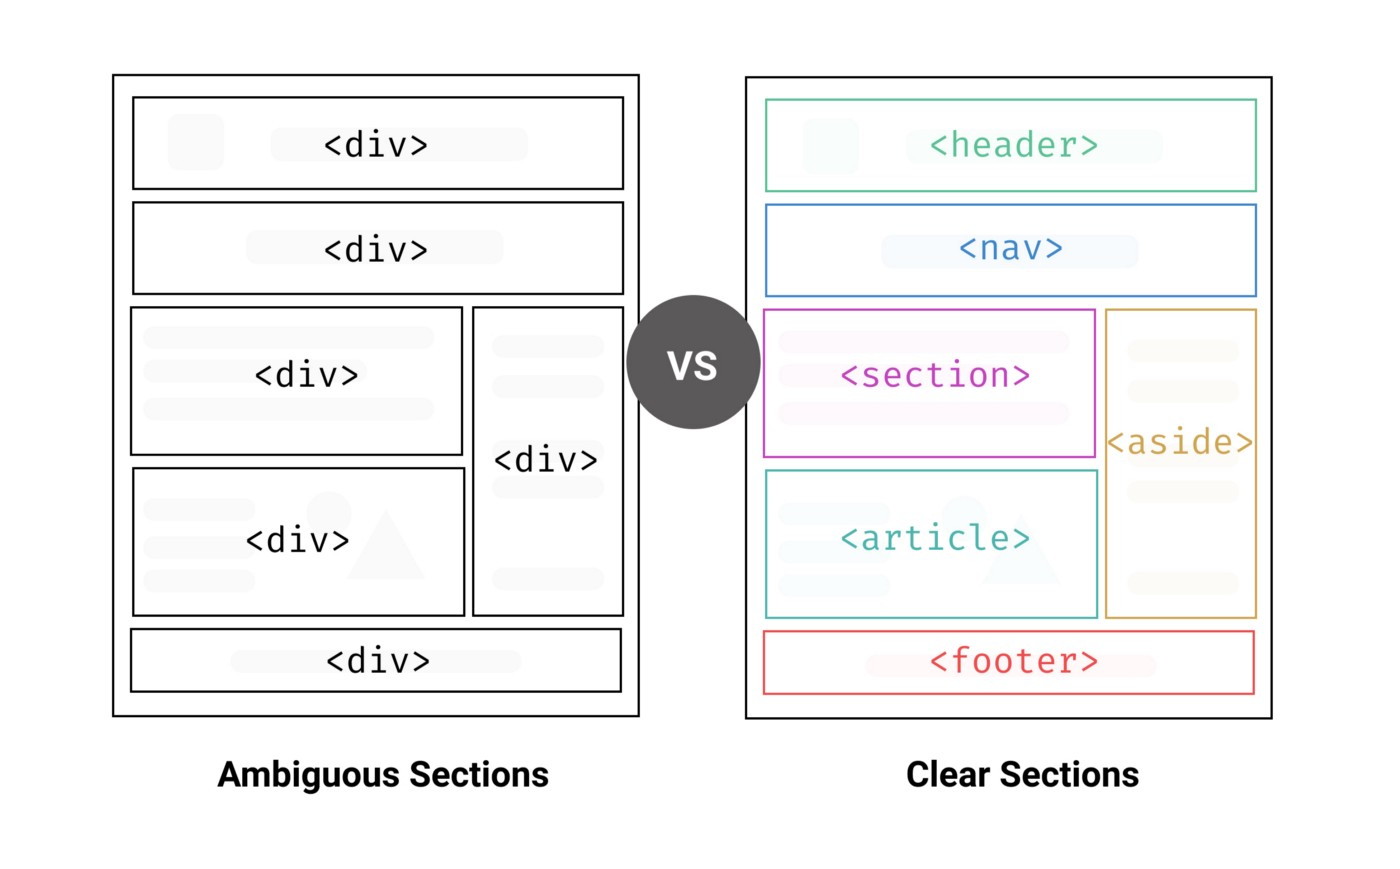 <div>
<div>
<div>
<div>
<div>
<div>
Ambiguous Sections
VS
<header>
<nav>
<section>
<aside>
<article>
<footer>
Clear Sections